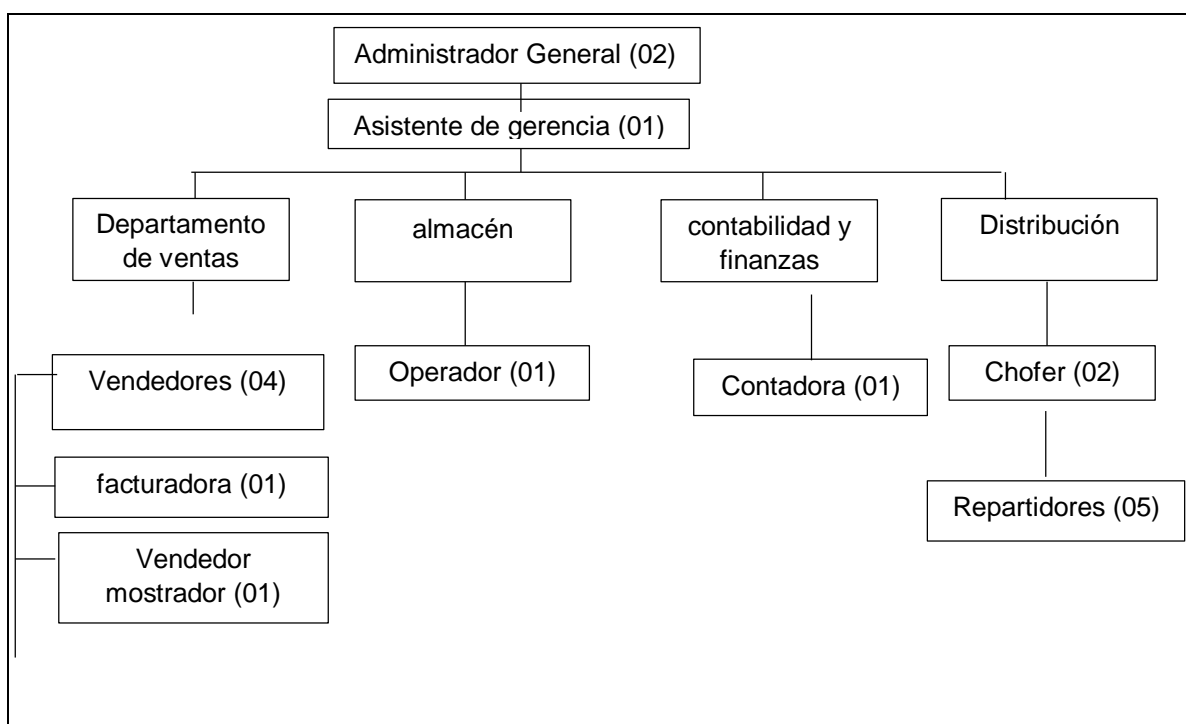 Administrador General (02)
Asistente de gerencia (01)
Departamento
de ventas
almacén
contabilidad y
finanzas
Distribución
Vendedores (04)
Operador (01)
Contadora (01)
Chofer (02)
facturadora (01)
Repartidores (05)
Vendedor
mostrador (01)